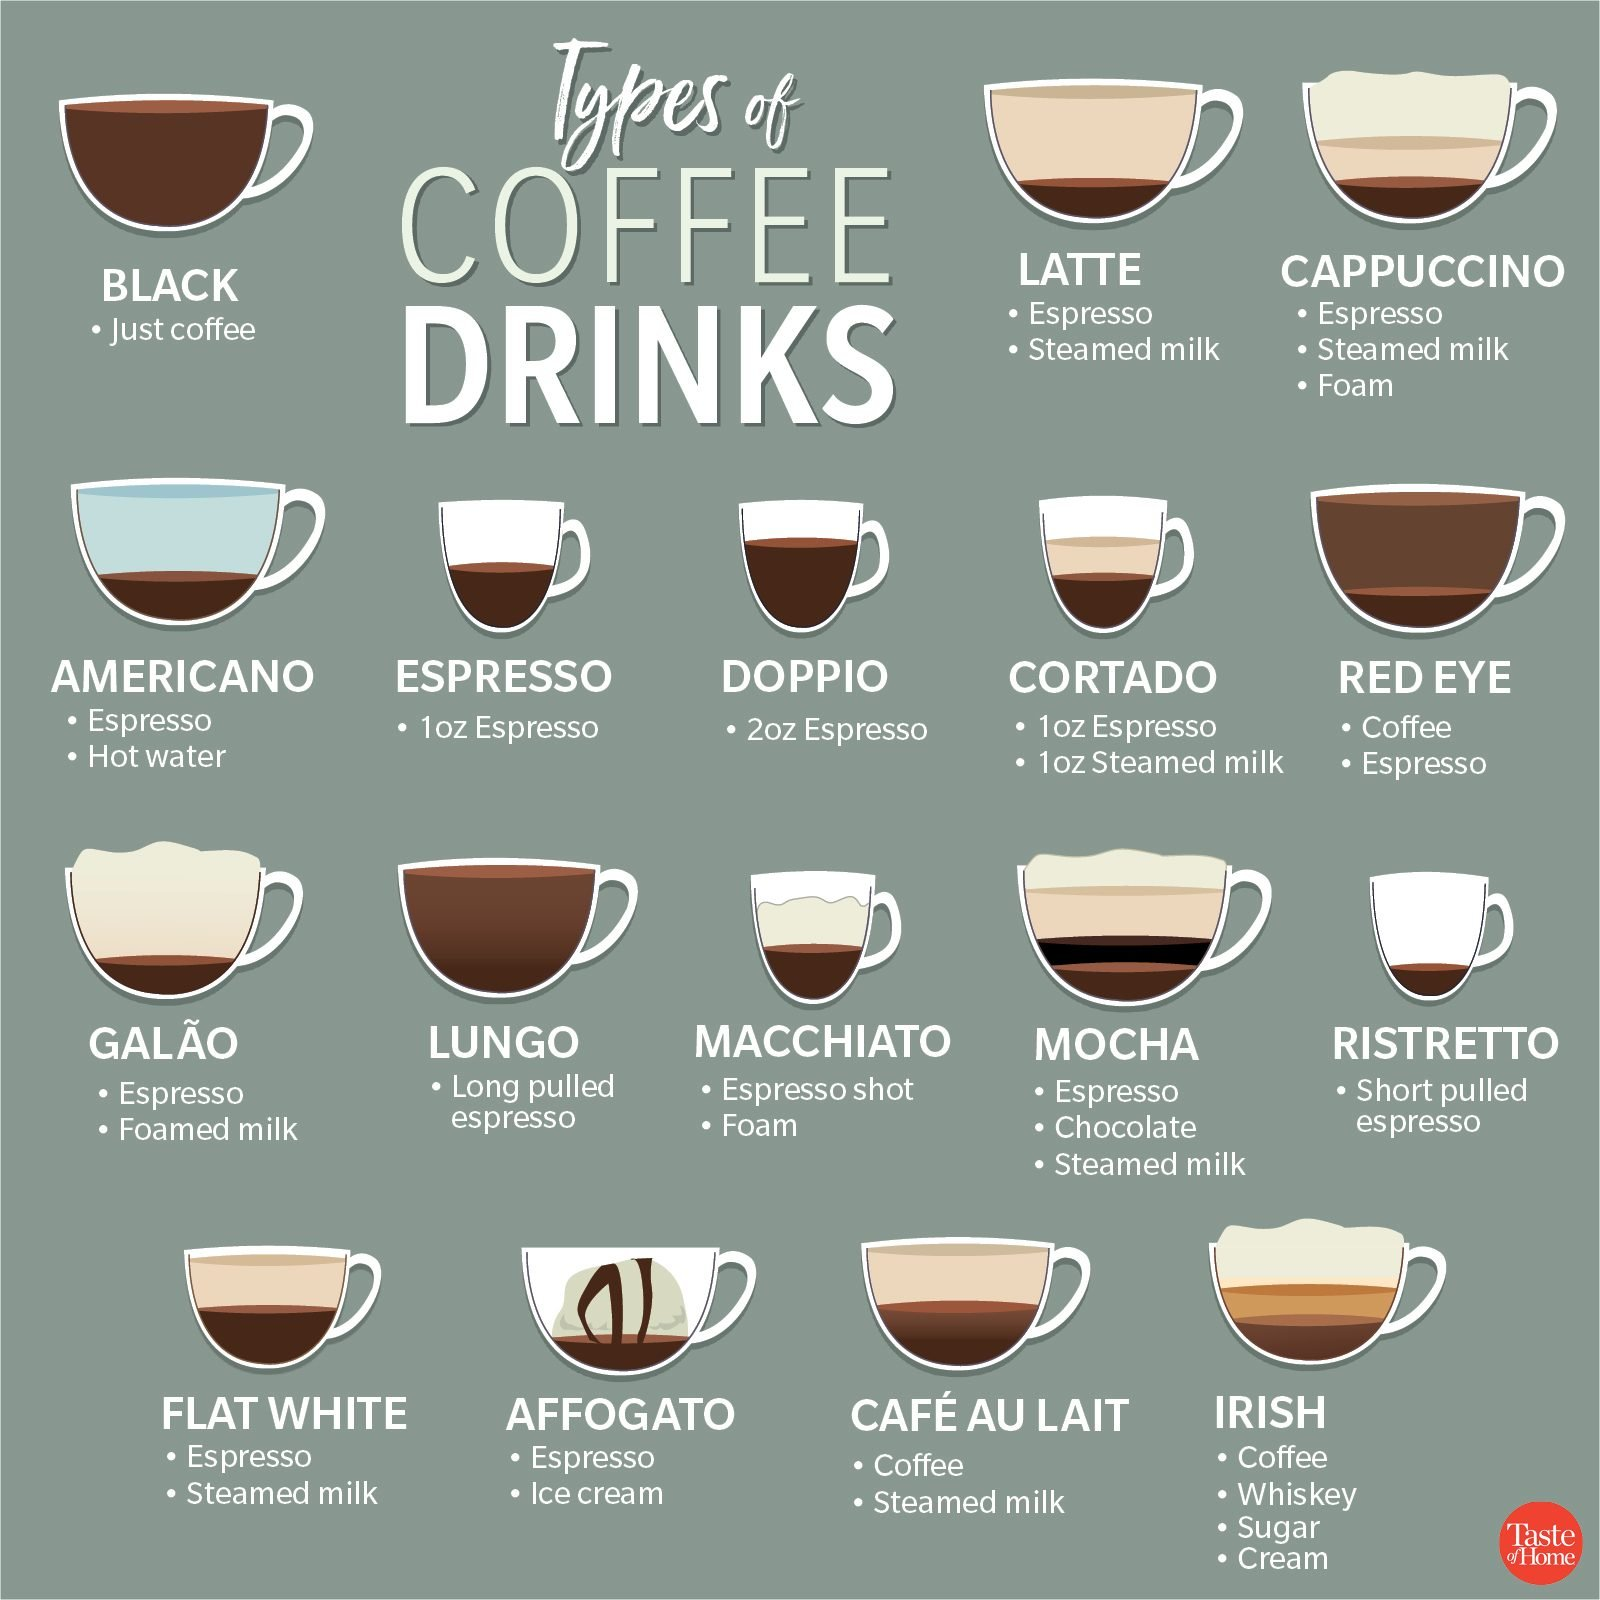 Types of
COFFEE
DRINKS
BLACK
• Just coffee
LATTE
• Espresso
• Steamed milk
CAPPUCCINO
• Espresso
• Steamed milk
• Foam
AMERICANO
• Espresso
• Hot water
ESPRESSO
• 1oz Espresso
DOPPIO
• 2oz Espresso
CORTADO
• 1oz Espresso
• 1oz Steamed milk
RED EYE
• Coffee
• Espresso
GALÃO
• Espresso
• Foamed milk
LUNGO
• Long pulled
espresso
MACCHIATO
• Espresso shot
• Foam
MOCHA
• Espresso
• Chocolate
• Steamed milk
RISTRETTO
• Short pulled
espresso
FLAT WHITE
• Espresso
• Steamed milk
AFFOGATO
• Espresso
• Ice cream
CAFÉ AU LAIT
• Coffee
• Steamed milk
IRISH
• Coffee
• Whiskey
• Sugar
• Cream
Taste
of Home